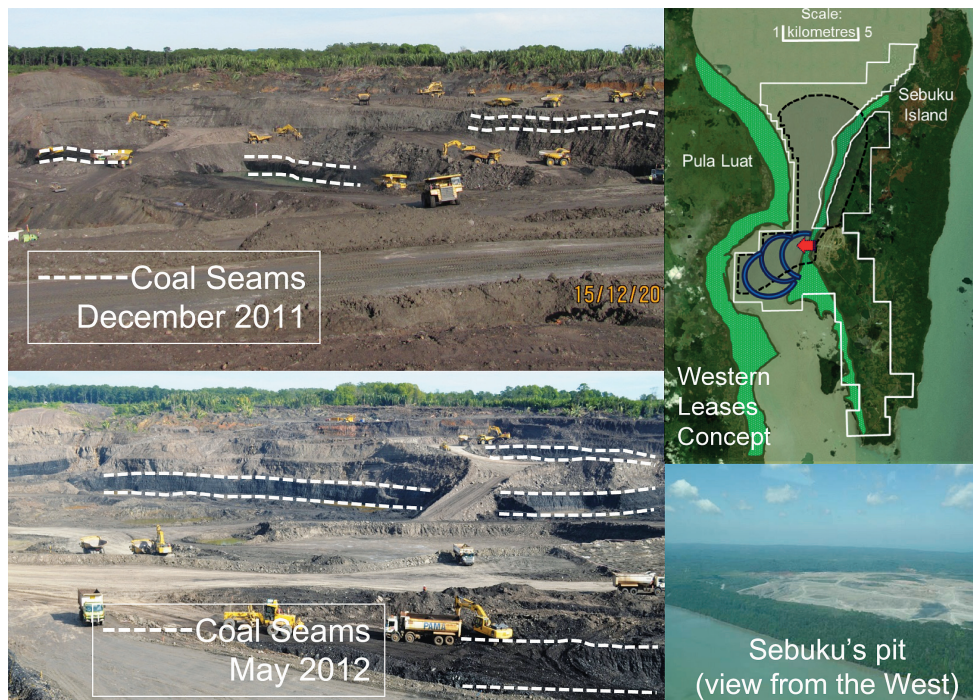 Coal Seams
December 2011
15/12/20
Scale:
1 kilometres 5
Sebuku
Island
Pula Luat
Western
Leases
Concept
PAMA
Coal Seams
May 2012
Sebuku’s pit
(view from the West)